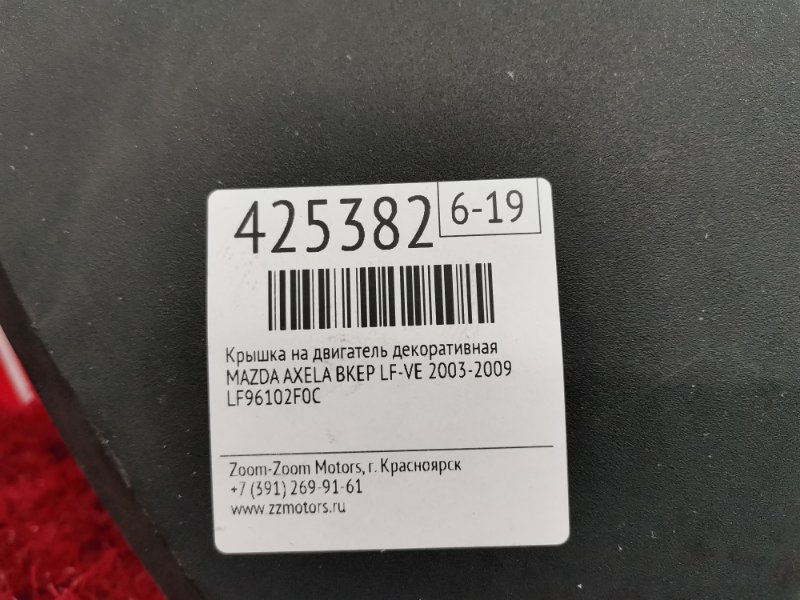 425382
6-19
Крышка на двигатель декоративная
MAZDA AXELA BKEP LF-VE 2003-2009
LF96102F0C
Zoom-Zoom Motors, г. Красноярск
+7 (391) 269-91-61
www.zzmotors.ru